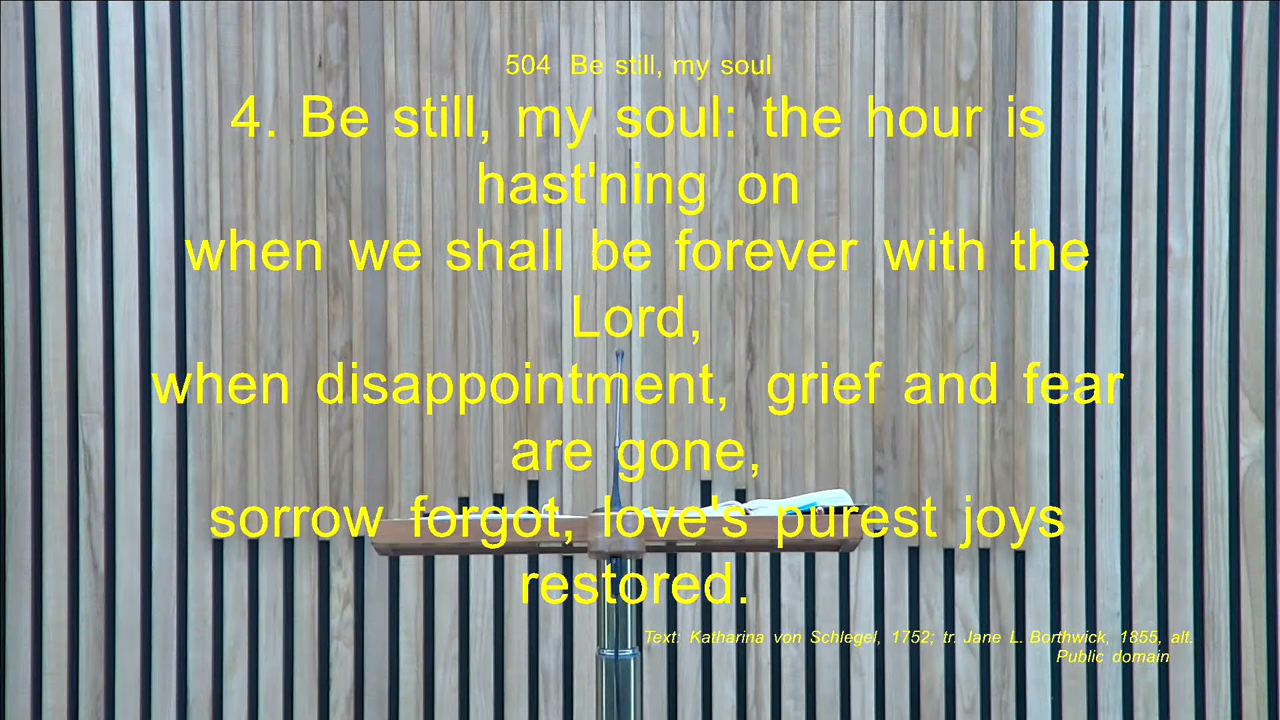 504 Be still, my soul
4. Be still, my soul: the hour is
hast'ning on
when we shall be forever with the
Lord,
when disappointment, grief and fear
are gone,
sorrow forgot, love's purest joys
restored.
Text: Katharina von Schlegel, 1752; tr. Jane L. Borthwick, 1855, alt.
Public domain